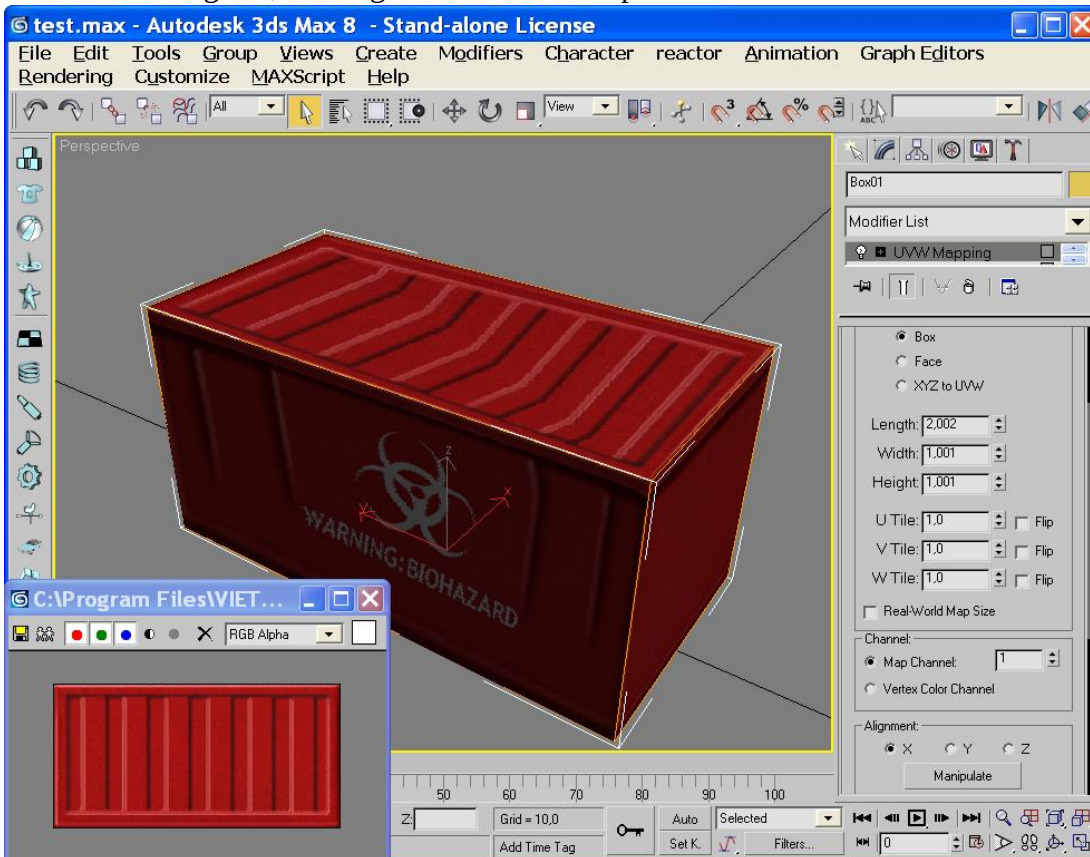 test.max - Autodesk 3ds Max 8 - Stand-alone License
File Edit Tools Group Views Create Modifiers Character reactor Animation Graph Editors
Rendering Customize MAXScript Help
All
View
Perspective
Box01
Modifier List
UVW Mapping
Box
Face
XYZ to UVW
Length: 2,002
Width: 1,001
Height: 1,001
U Tile: 1,0 Flip
V Tile: 1,0 Flip
W Tile: 1,0 Flip
Real-World Map Size
Channel:
Map Channel: 1
Vertex Color Channel
Alignment:
X Y Z
Manipulate
z
x
y
WARNING:BIOHAZARD
C:\Program Files\VIET...
RGB Alpha
50 60 70 80 90 100
Z: Grid = 10,0 Auto Selected
Add Time Tag Set K. Filters... 0